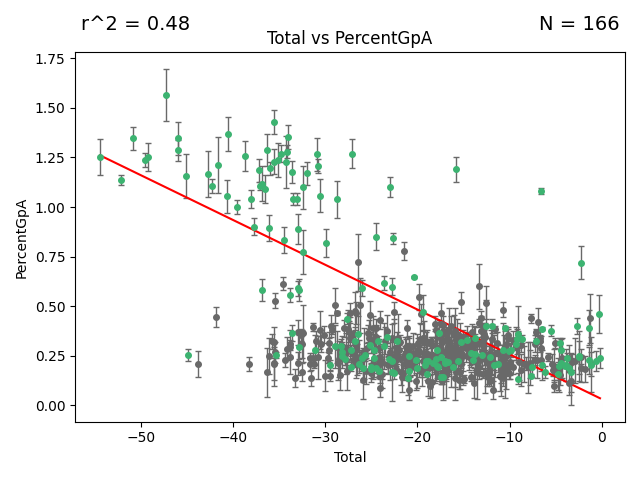 r^2 = 0.48
N = 166
Total vs PercentGpA
1.75
1.50
1.25
1.00
0.75
0.50
0.25
0.00
PercentGpA
−50
−40
−30
−20
−10
0
Total